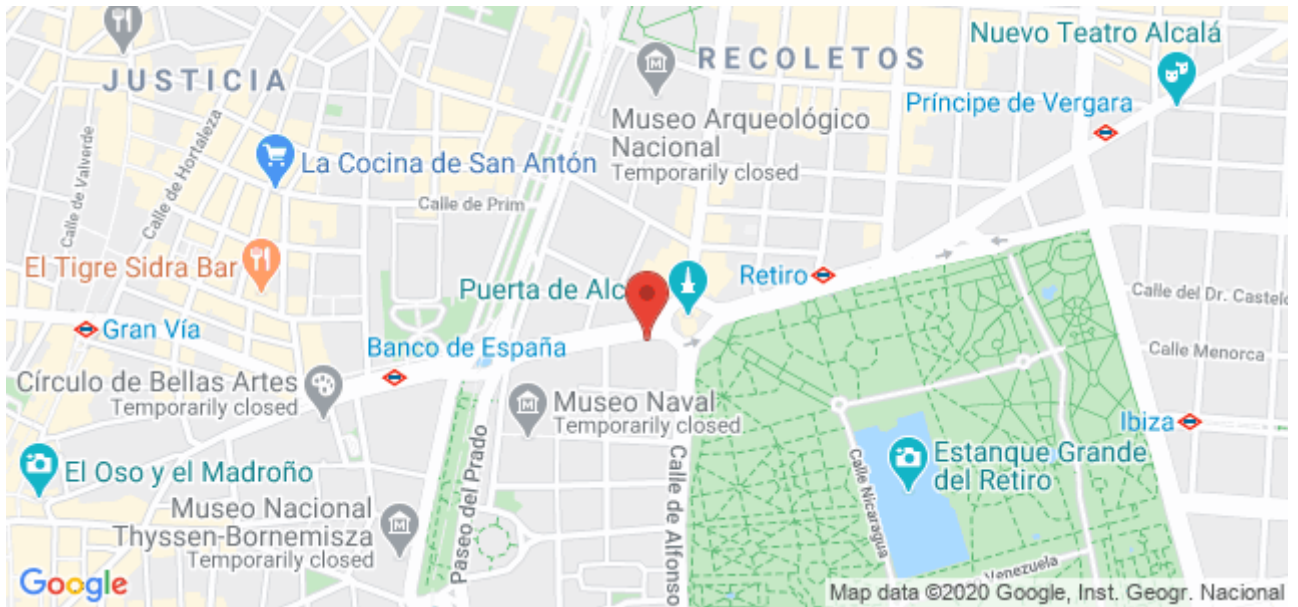 Nuevo Teatro Alcalá
RECOLETOS
JUSTICIA
Príncipe de Vergara
Museo Arqueológico
Nacional
Temporarily closed
Calle de Valverde
Calle de Hortaleza
La Cocina de San Antón
Calle de Prim
El Tigre Sidra Bar
Puerta de Alc
Retiro
Calle del Dr. Castelo
Gran Vía
Banco de España
Calle Menorca
Círculo de Bellas Artes
Temporarily closed
Museo Naval
Temporarily closed
Ibiza
El Oso y el Madroño
Paseo del Prado
Calle de Alfonso
Calle Nicaragua
Estanque Grande
del Retiro
Museo Nacional
Thyssen-Bornemisza
Temporarily closed
Venezuela
Google
Map data ©2020 Google, Inst. Geogr. Nacional